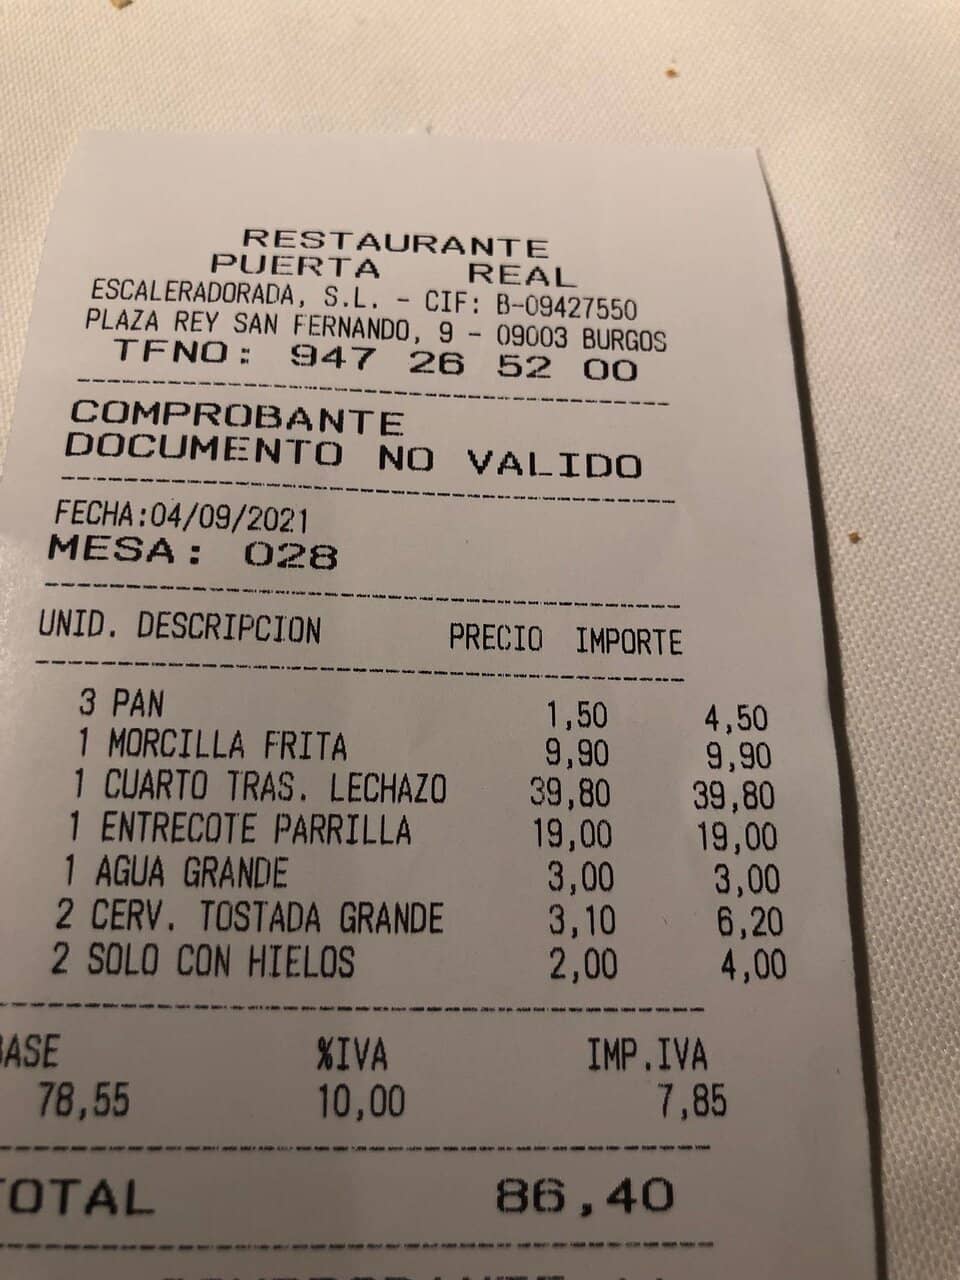 RESTAURANTE
PUERTA REAL
ESCALERADORADA, S.L. - CIF: B-09427550
PLAZA REY SAN FERNANDO, 9 - 09003 BURGOS
TFNO: 947 26 52 00
COMPROBANTE
DOCUMENTO NO VALIDO
FECHA:04/09/2021
MESA: 028
UNID. DESCRIPCION PRECIO IMPORTE
3 PAN 1,50 4,50
1 MORCILLA FRITA 9,90 9,90
1 CUARTO TRAS. LECHAZO 39,80 39,80
1 ENTRECOTE PARRILLA 19,00 19,00
1 AGUA GRANDE 3,00 3,00
2 CERV. TOSTADA GRANDE 3,10 6,20
2 SOLO CON HIELOS 2,00 4,00
BASE %IVA IMP.IVA
78,55 10,00 7,85
TOTAL 86,40